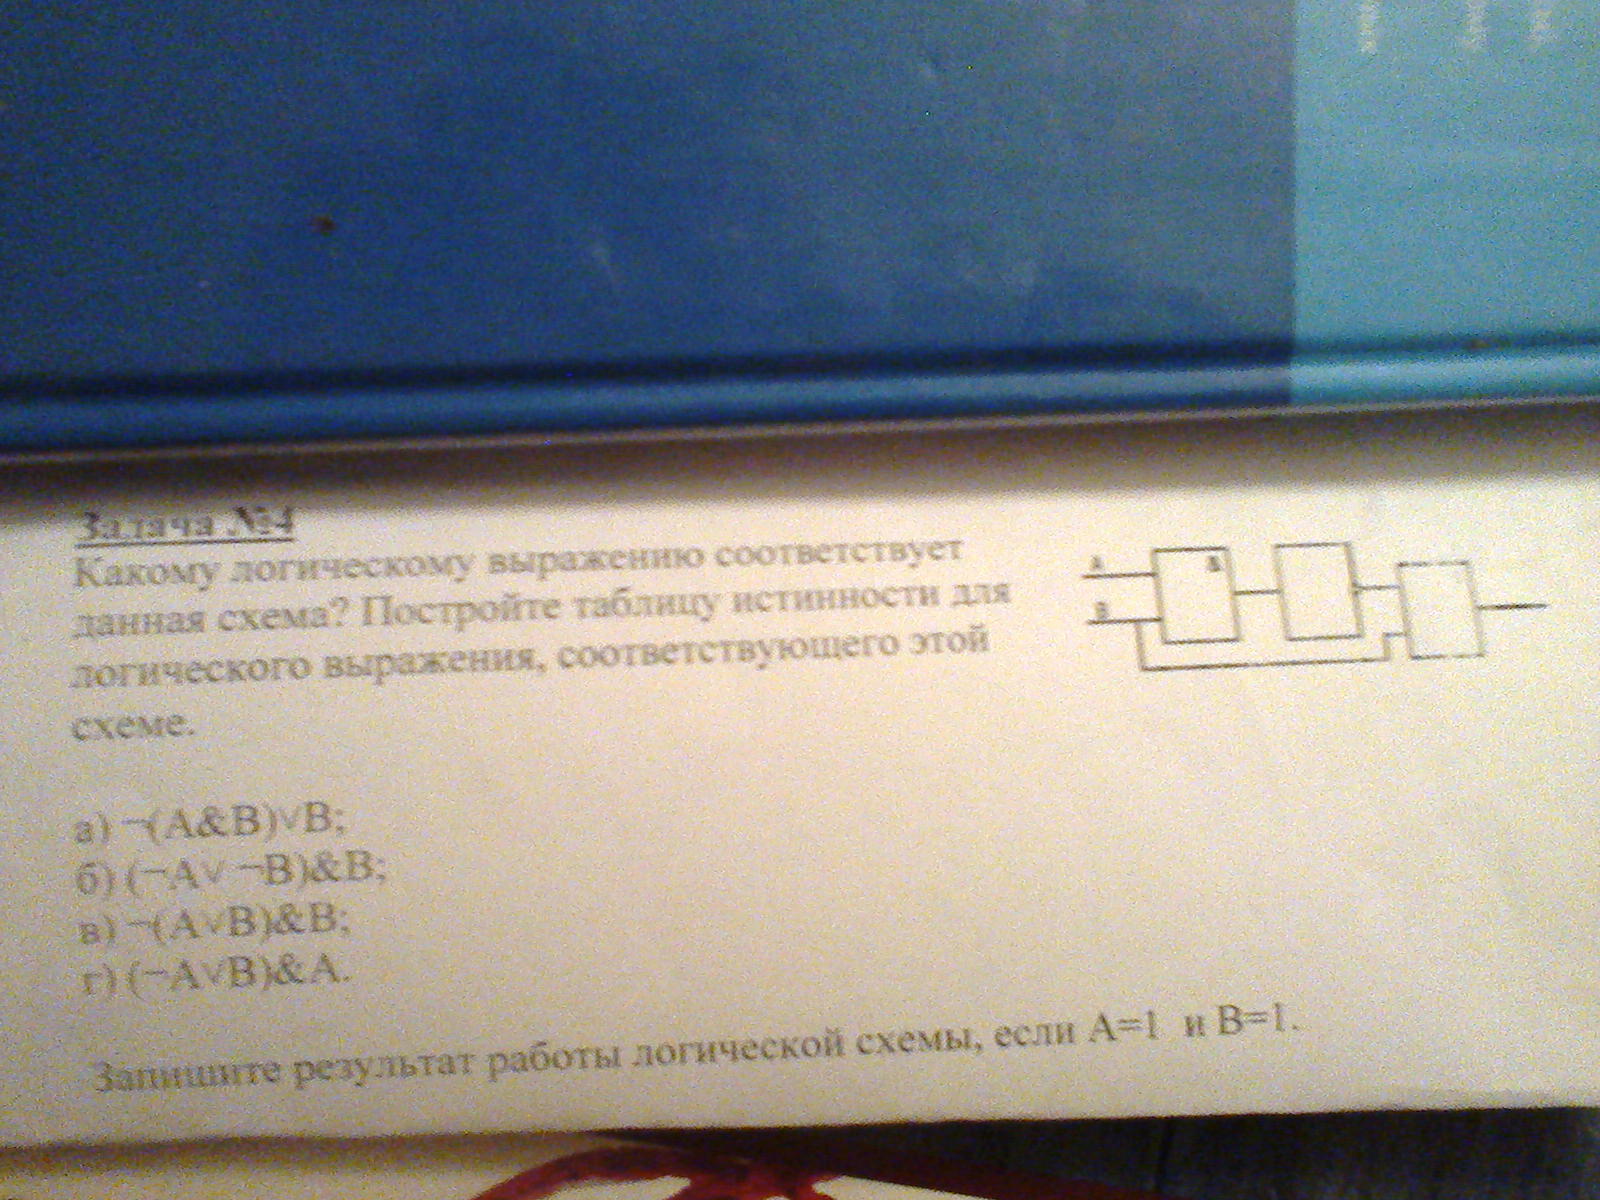 Задача №4
Какому логическому выражению соответствует
данная схема? Постройте таблицу истинности для
логического выражения, соответствующего этой
схеме.
A
&
B
а) ¬(A&B)∨B;
б) (¬A∨ ¬B)&B;
в) ¬(A∨B)&B;
г) (¬A∨B)&A.
Запишите результат работы логической схемы, если A=1 и B=1.